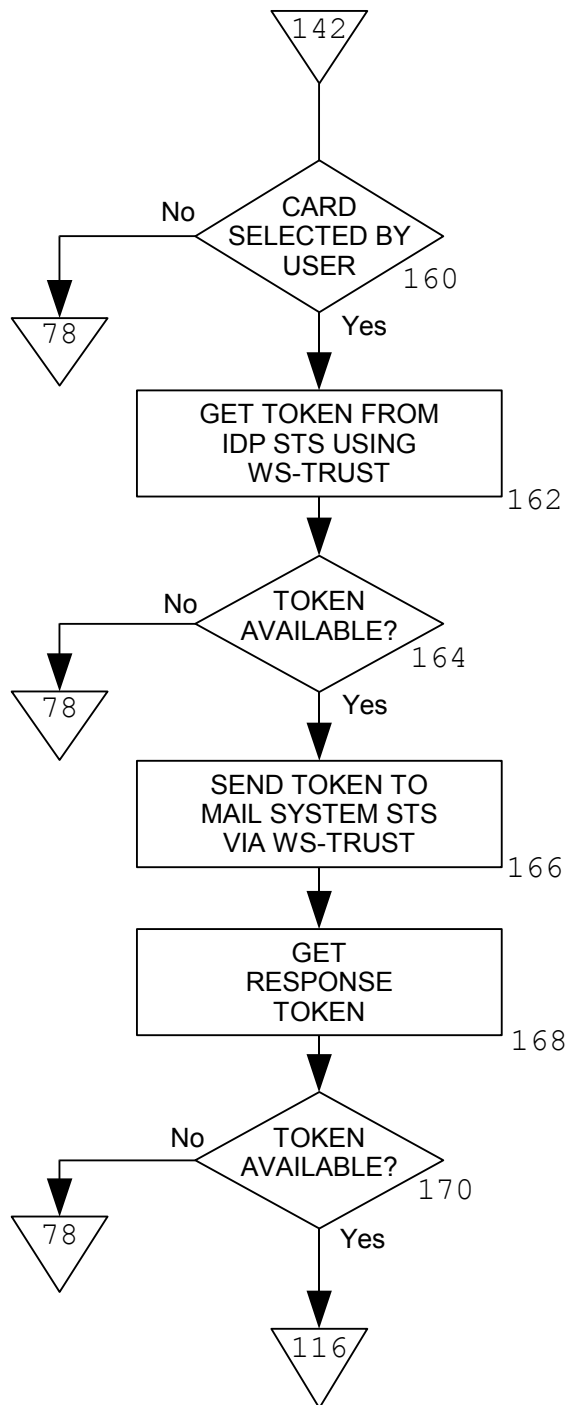 142
CARD
SELECTED BY
USER
160
No
Yes
78
GET TOKEN FROM
IDP STS USING
WS-TRUST
162
TOKEN
AVAILABLE?
164
No
Yes
78
SEND TOKEN TO
MAIL SYSTEM STS
VIA WS-TRUST
166
GET
RESPONSE
TOKEN
168
TOKEN
AVAILABLE?
170
No
Yes
78
116